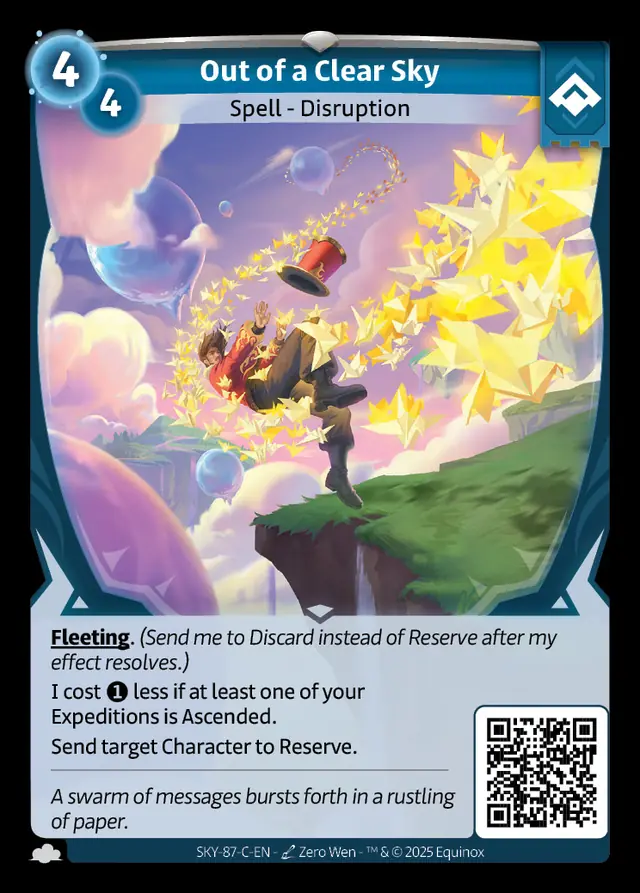 4
4
Out of a Clear Sky
Spell - Disruption
Fleeting. (Send me to Discard instead of Reserve after my
effect resolves.)
I cost 1 less if at least one of your
Expeditions is Ascended.
Send target Character to Reserve.
A swarm of messages bursts forth in a rustling
of paper.
SKY-87-C-EN - Zero Wen - ™ & © 2025 Equinox